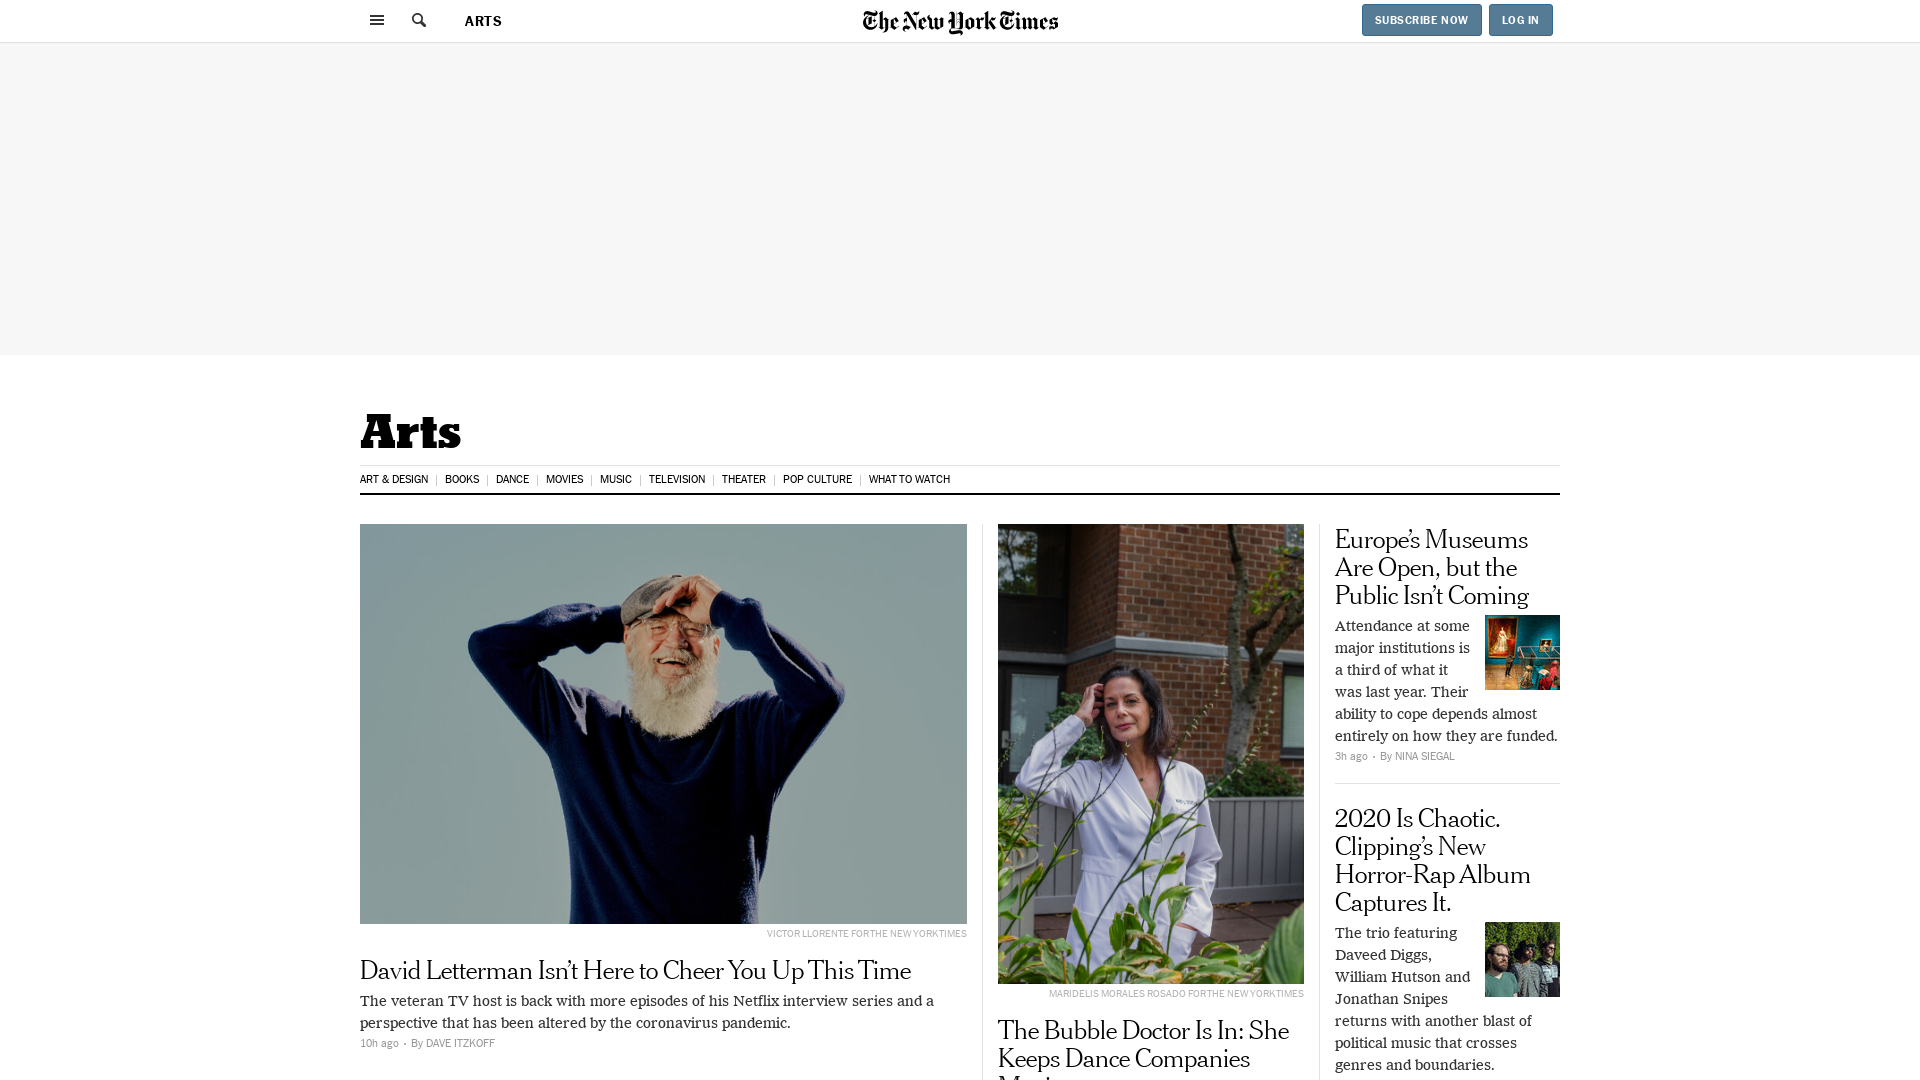 ARTS
The New York Times
SUBSCRIBE NOW
LOG IN
Arts
ART & DESIGN
BOOKS
DANCE
MOVIES
MUSIC
TELEVISION
THEATER
POP CULTURE
WHAT TO WATCH
VICTOR LLORENTE FOR THE NEW YORK TIMES
David Letterman Isn’t Here to Cheer You Up This Time
The veteran TV host is back with more episodes of his Netflix interview series and a
perspective that has been altered by the coronavirus pandemic.
10h ago • By DAVE ITZKOFF
MARIDELIS MORALES ROSADO FOR THE NEW YORK TIMES
The Bubble Doctor Is In: She
Keeps Dance Companies
Europe’s Museums
Are Open, but the
Public Isn’t Coming
Attendance at some
major institutions is
a third of what it
was last year. Their
ability to cope depends almost
entirely on how they are funded.
3h ago • By NINA SIEGAL
2020 Is Chaotic.
Clipping’s New
Horror-Rap Album
Captures It.
The trio featuring
Daveed Diggs,
William Hutson and
Jonathan Snipes
returns with another blast of
political music that crosses
genres and boundaries.